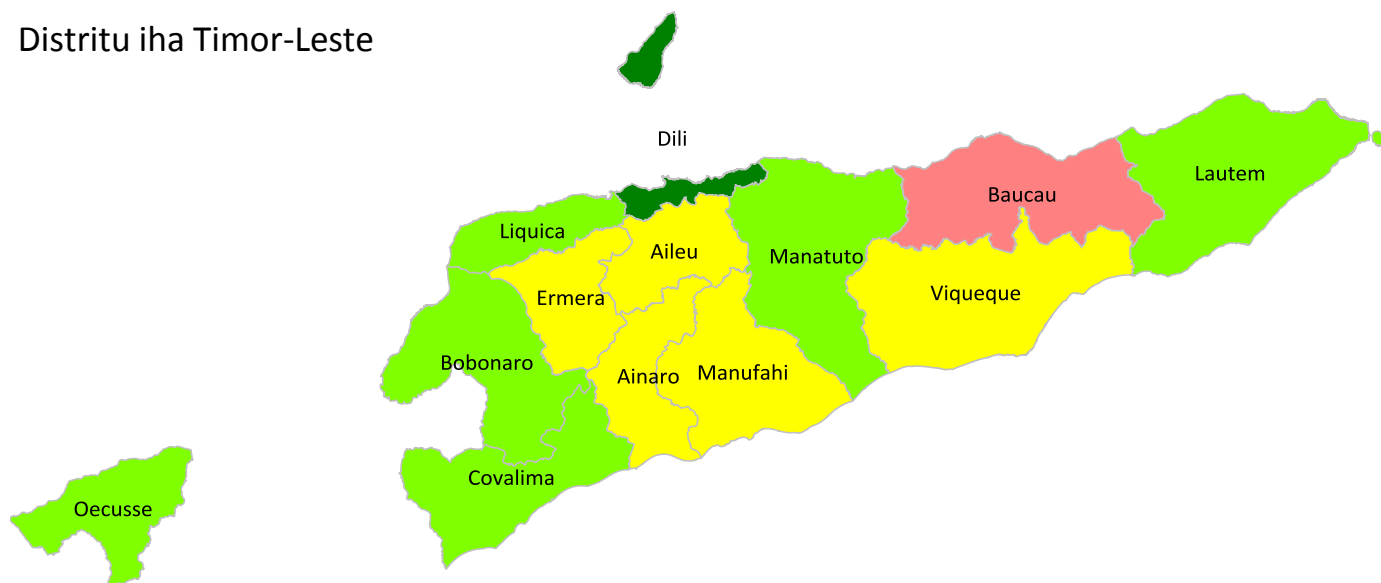 Distritu iha Timor-Leste
Dili
Baucau
Lautem
Liquica
Aileu
Manatuto
Ermera
Viqueque
Bobonaro
Ainaro
Manufahi
Covalima
Oecusse